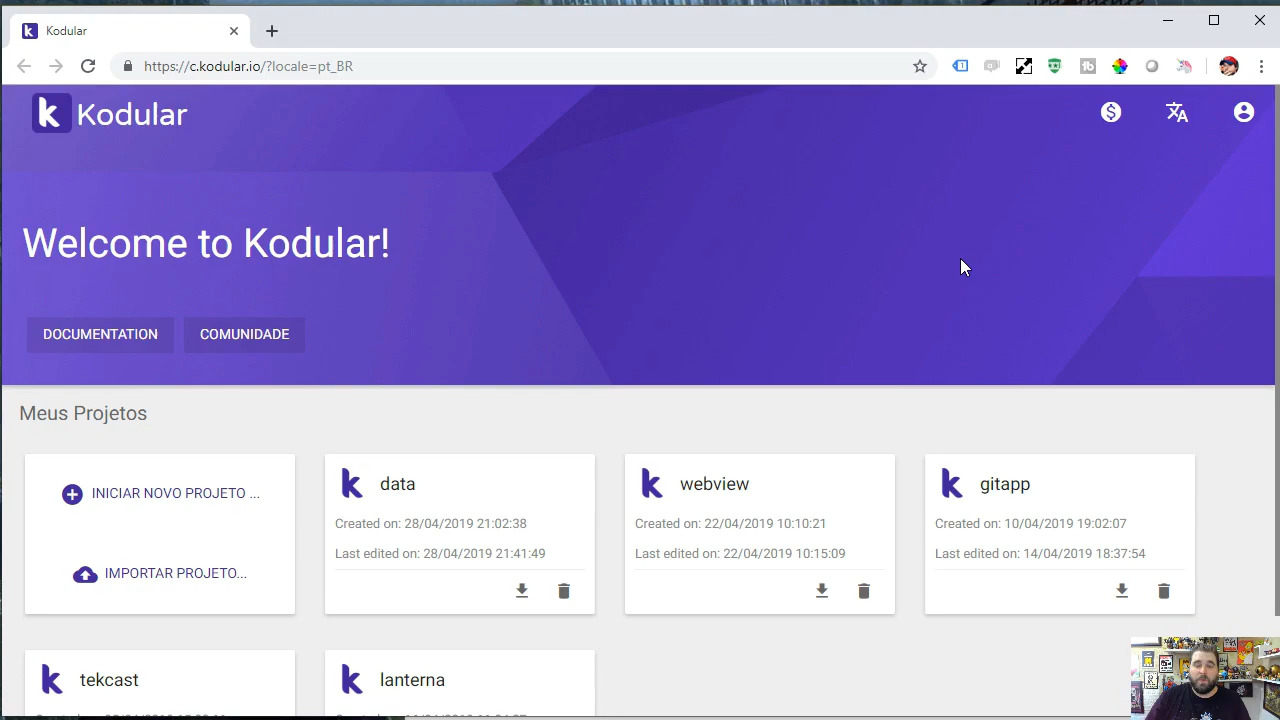 Kodular
https://c.kodular.io/?locale=pt_BR
k Kodular
Welcome to Kodular!
DOCUMENTATION
COMUNIDADE
Meus Projetos
INICIAR NOVO PROJETO ...
IMPORTAR PROJETO...
data
Created on: 28/04/2019 21:02:38
Last edited on: 28/04/2019 21:41:49
webview
Created on: 22/04/2019 10:10:21
Last edited on: 22/04/2019 10:15:09
gitapp
Created on: 10/04/2019 19:02:07
Last edited on: 14/04/2019 18:37:54
tekcast
lanterna